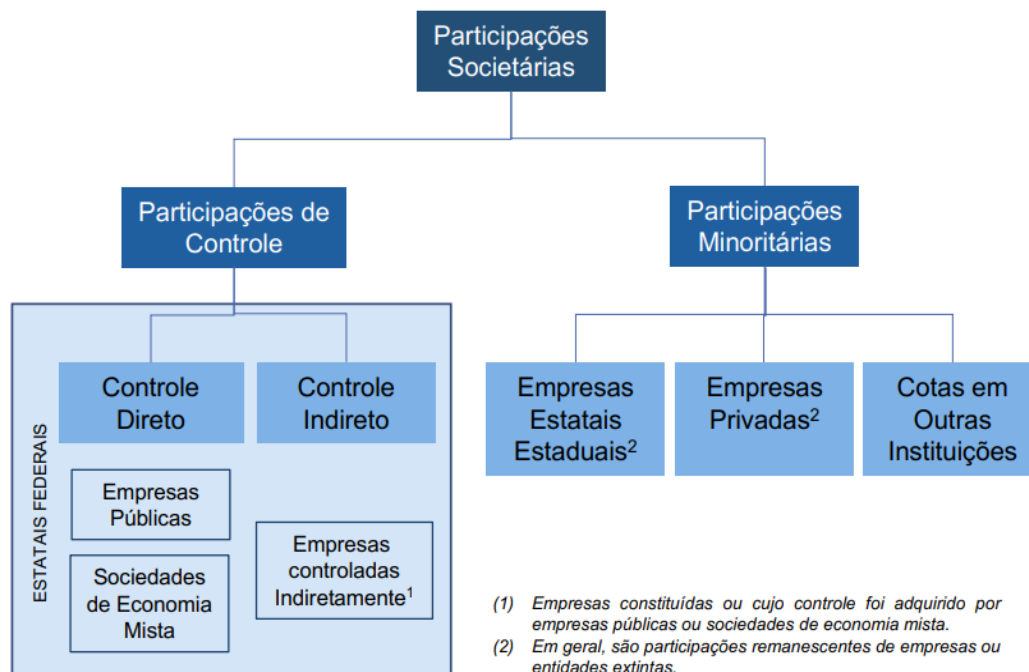 Participações
Societárias
Participações de
Controle
Participações
Minoritárias
ESTATAIS FEDERAIS
Controle
Direto
Controle
Indireto
Empresas
Públicas
Sociedades
de Economia
Mista
Empresas
controladas
Indiretamente¹
Empresas
Estatais
Estaduais²
Empresas
Privadas²
Cotas em
Outras
Instituições
(1) Empresas constituídas ou cujo controle foi adquirido por
empresas públicas ou sociedades de economia mista.
(2) Em geral, são participações remanescentes de empresas ou
entidades extintas.